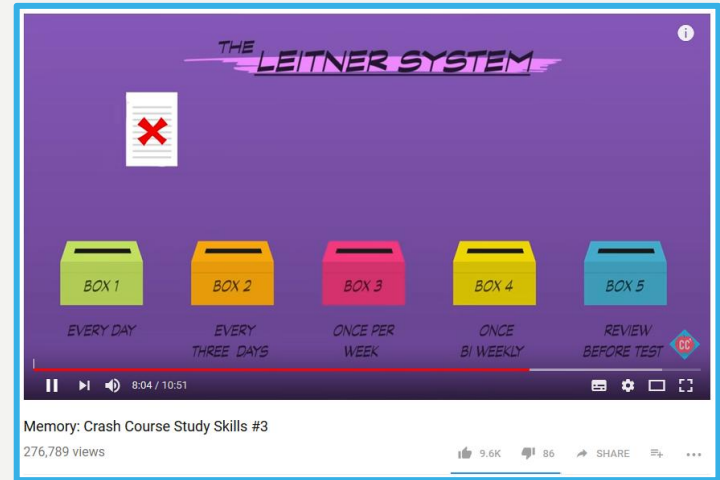 THE
LEITNER SYSTEM
i
BOX 1
BOX 2
BOX 3
BOX 4
BOX 5
EVERY DAY
EVERY
THREE DAYS
ONCE PER
WEEK
ONCE
BI WEEKLY
REVIEW
BEFORE TEST
CC
8:04 / 10:51
Memory: Crash Course Study Skills #3
276,789 views
9.6K
86
SHARE